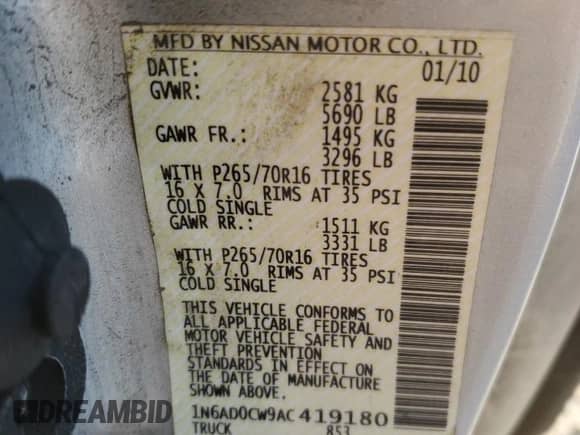 MFD BY NISSAN MOTOR CO., LTD.
DATE: 01/10
GVWR: 2581 KG
5690 LB
GAWR FR.: 1495 KG
3296 LB
WITH P265/70R16 TIRES
16 X 7.0 RIMS AT 35 PSI
COLD SINGLE
GAWR RR.: 1511 KG
3331 LB
WITH P265/70R16 TIRES
16 X 7.0 RIMS AT 35 PSI
COLD SINGLE
THIS VEHICLE CONFORMS TO
ALL APPLICABLE FEDERAL
MOTOR VEHICLE SAFETY AND
THEFT PREVENTION
STANDARDS IN EFFECT ON
THE DATE OF MANUFACTURE
SHOWN ABOVE.
1N6AD0CW9AC 419180
TRUCK 853
DREAMBID